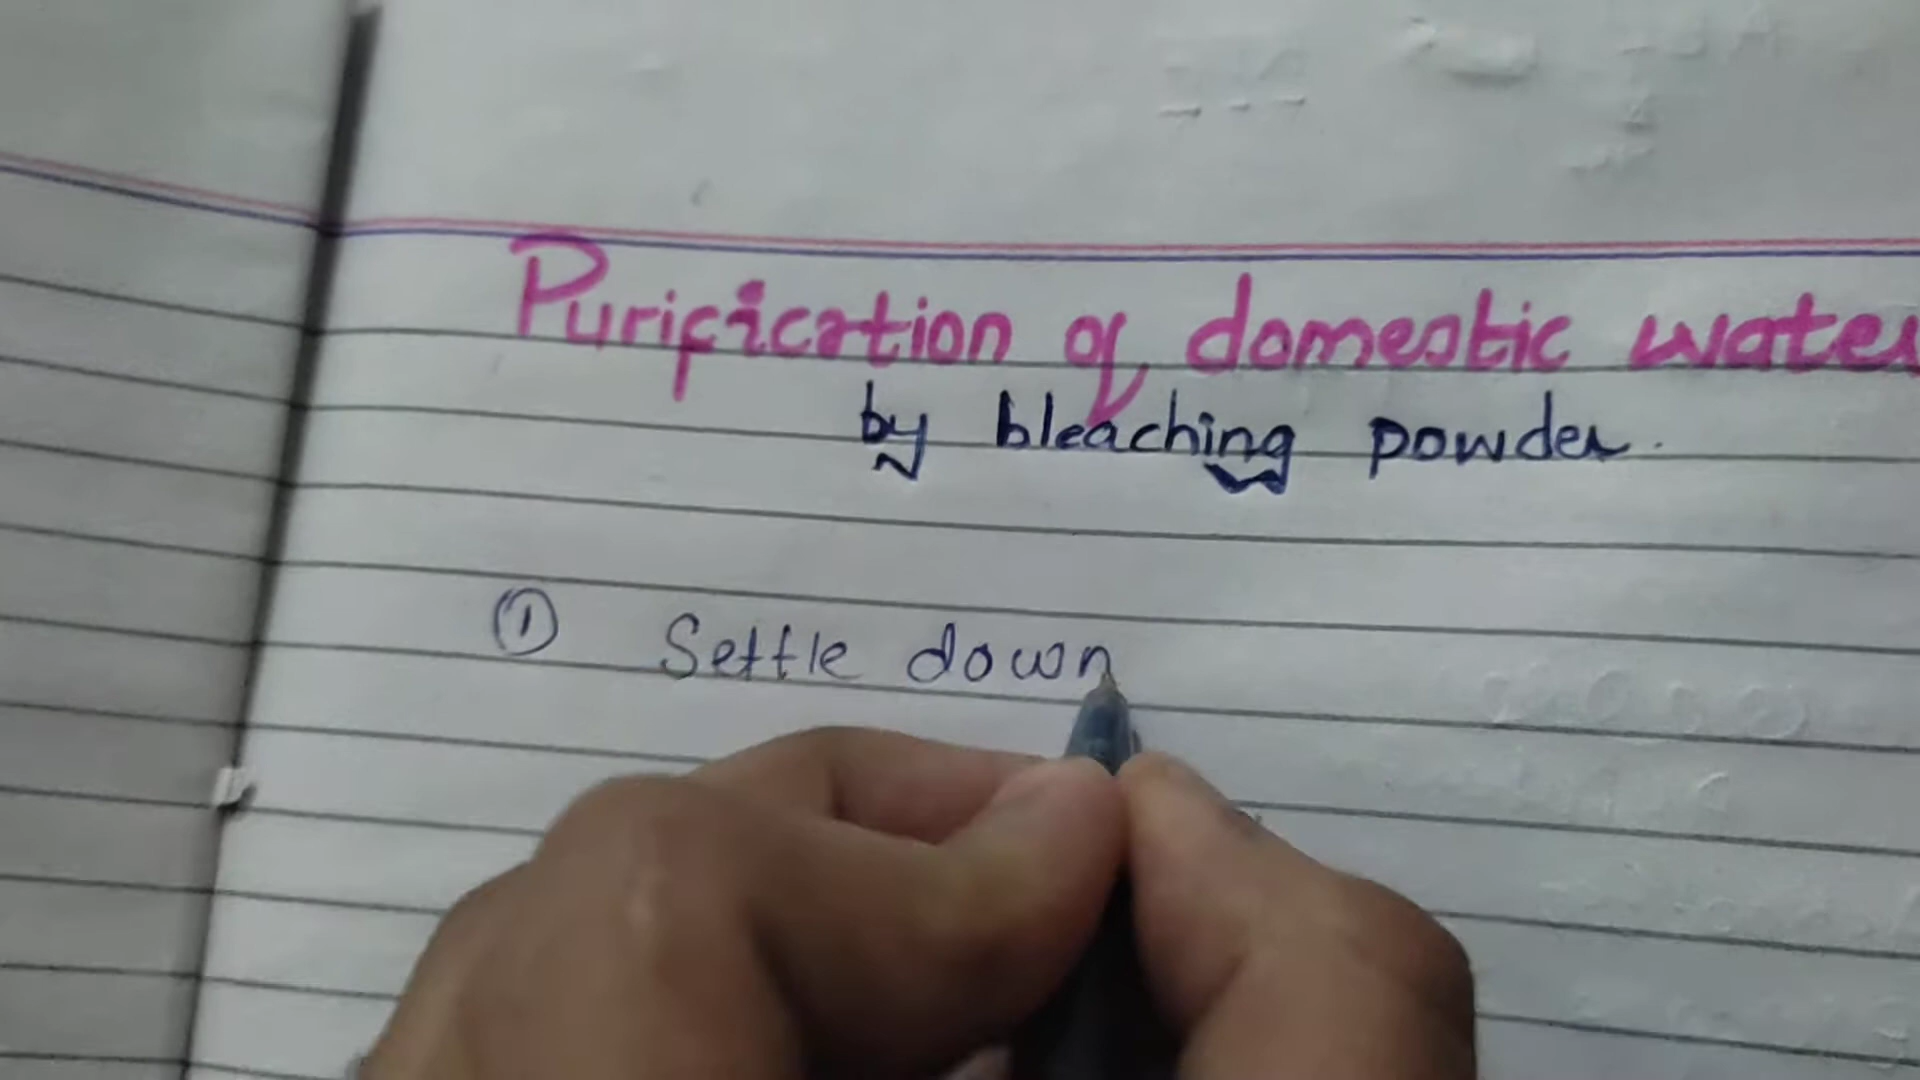 Purification of domestic water
by bleaching powder.
① Settle down